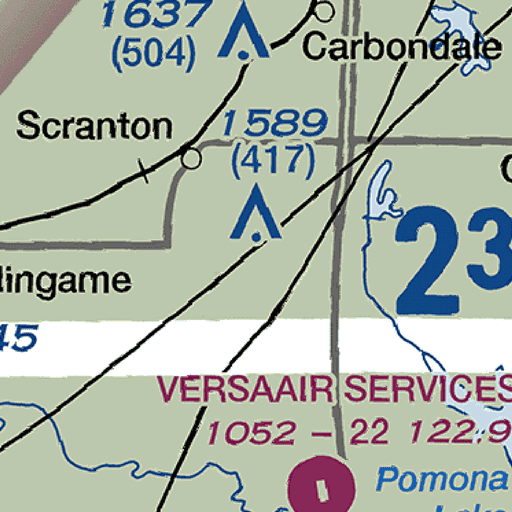 1637
(504)
Carbondale
Scranton
1589
(417)
23
lingame
45
VERSAAIR SERVICES
1052 – 22 122.9
Pomona